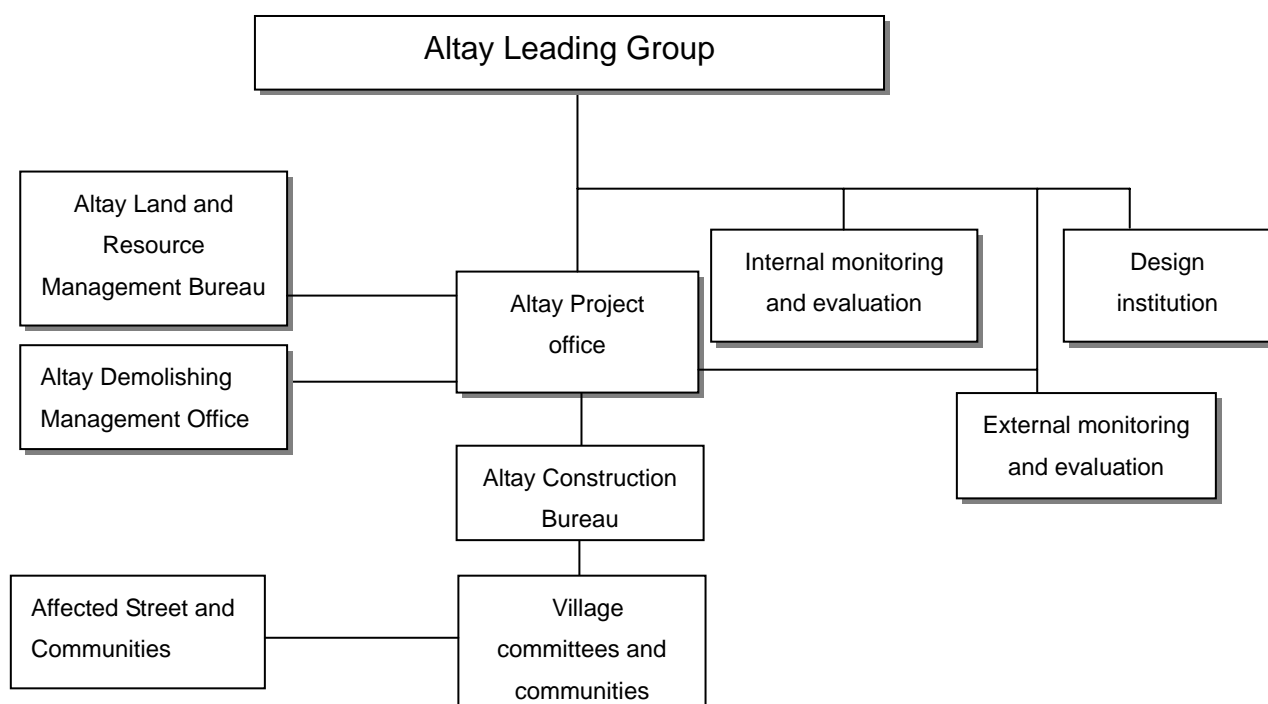 Altay Leading Group
Altay Land and
Resource
Management Bureau
Internal monitoring
and evaluation
Design
institution
Altay Project
office
Altay Demolishing
Management Office
External monitoring
and evaluation
Altay Construction
Bureau
Affected Street and
Communities
Village
committees and
communities